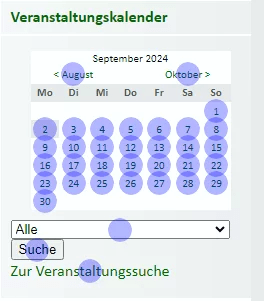 Veranstaltungskalender
September 2024
< August Oktober >
Mo Di Mi Do Fr Sa So
1
2 3 4 5 6 7 8
9 10 11 12 13 14 15
16 17 18 19 20 21 22
23 24 25 26 27 28 29
30
Alle
Suche
Zur Veranstaltungssuche